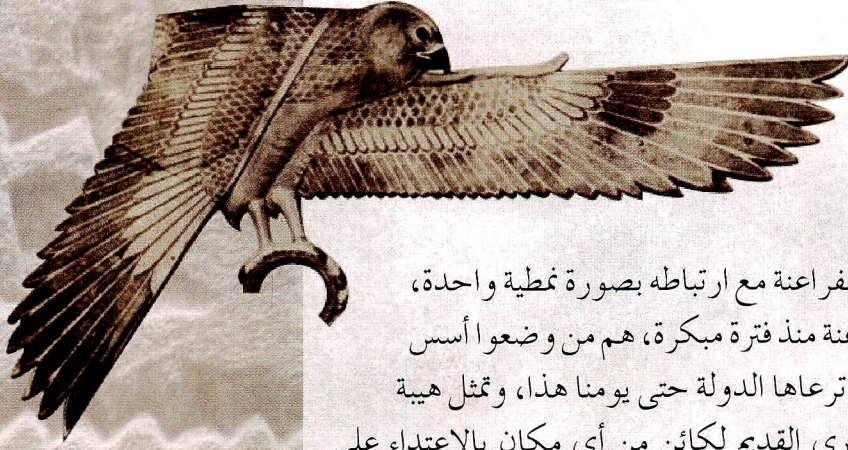 فراعنة مع ارتباطه بصورة نمطية واحدة،
عنة منذ فترة مبكرة، هم من وضعوا أسس
ترعاها الدولة حتى يومنا هذا، وتمثل هيبة
ري القديم لكائن من أي مكان بالاعتداء على